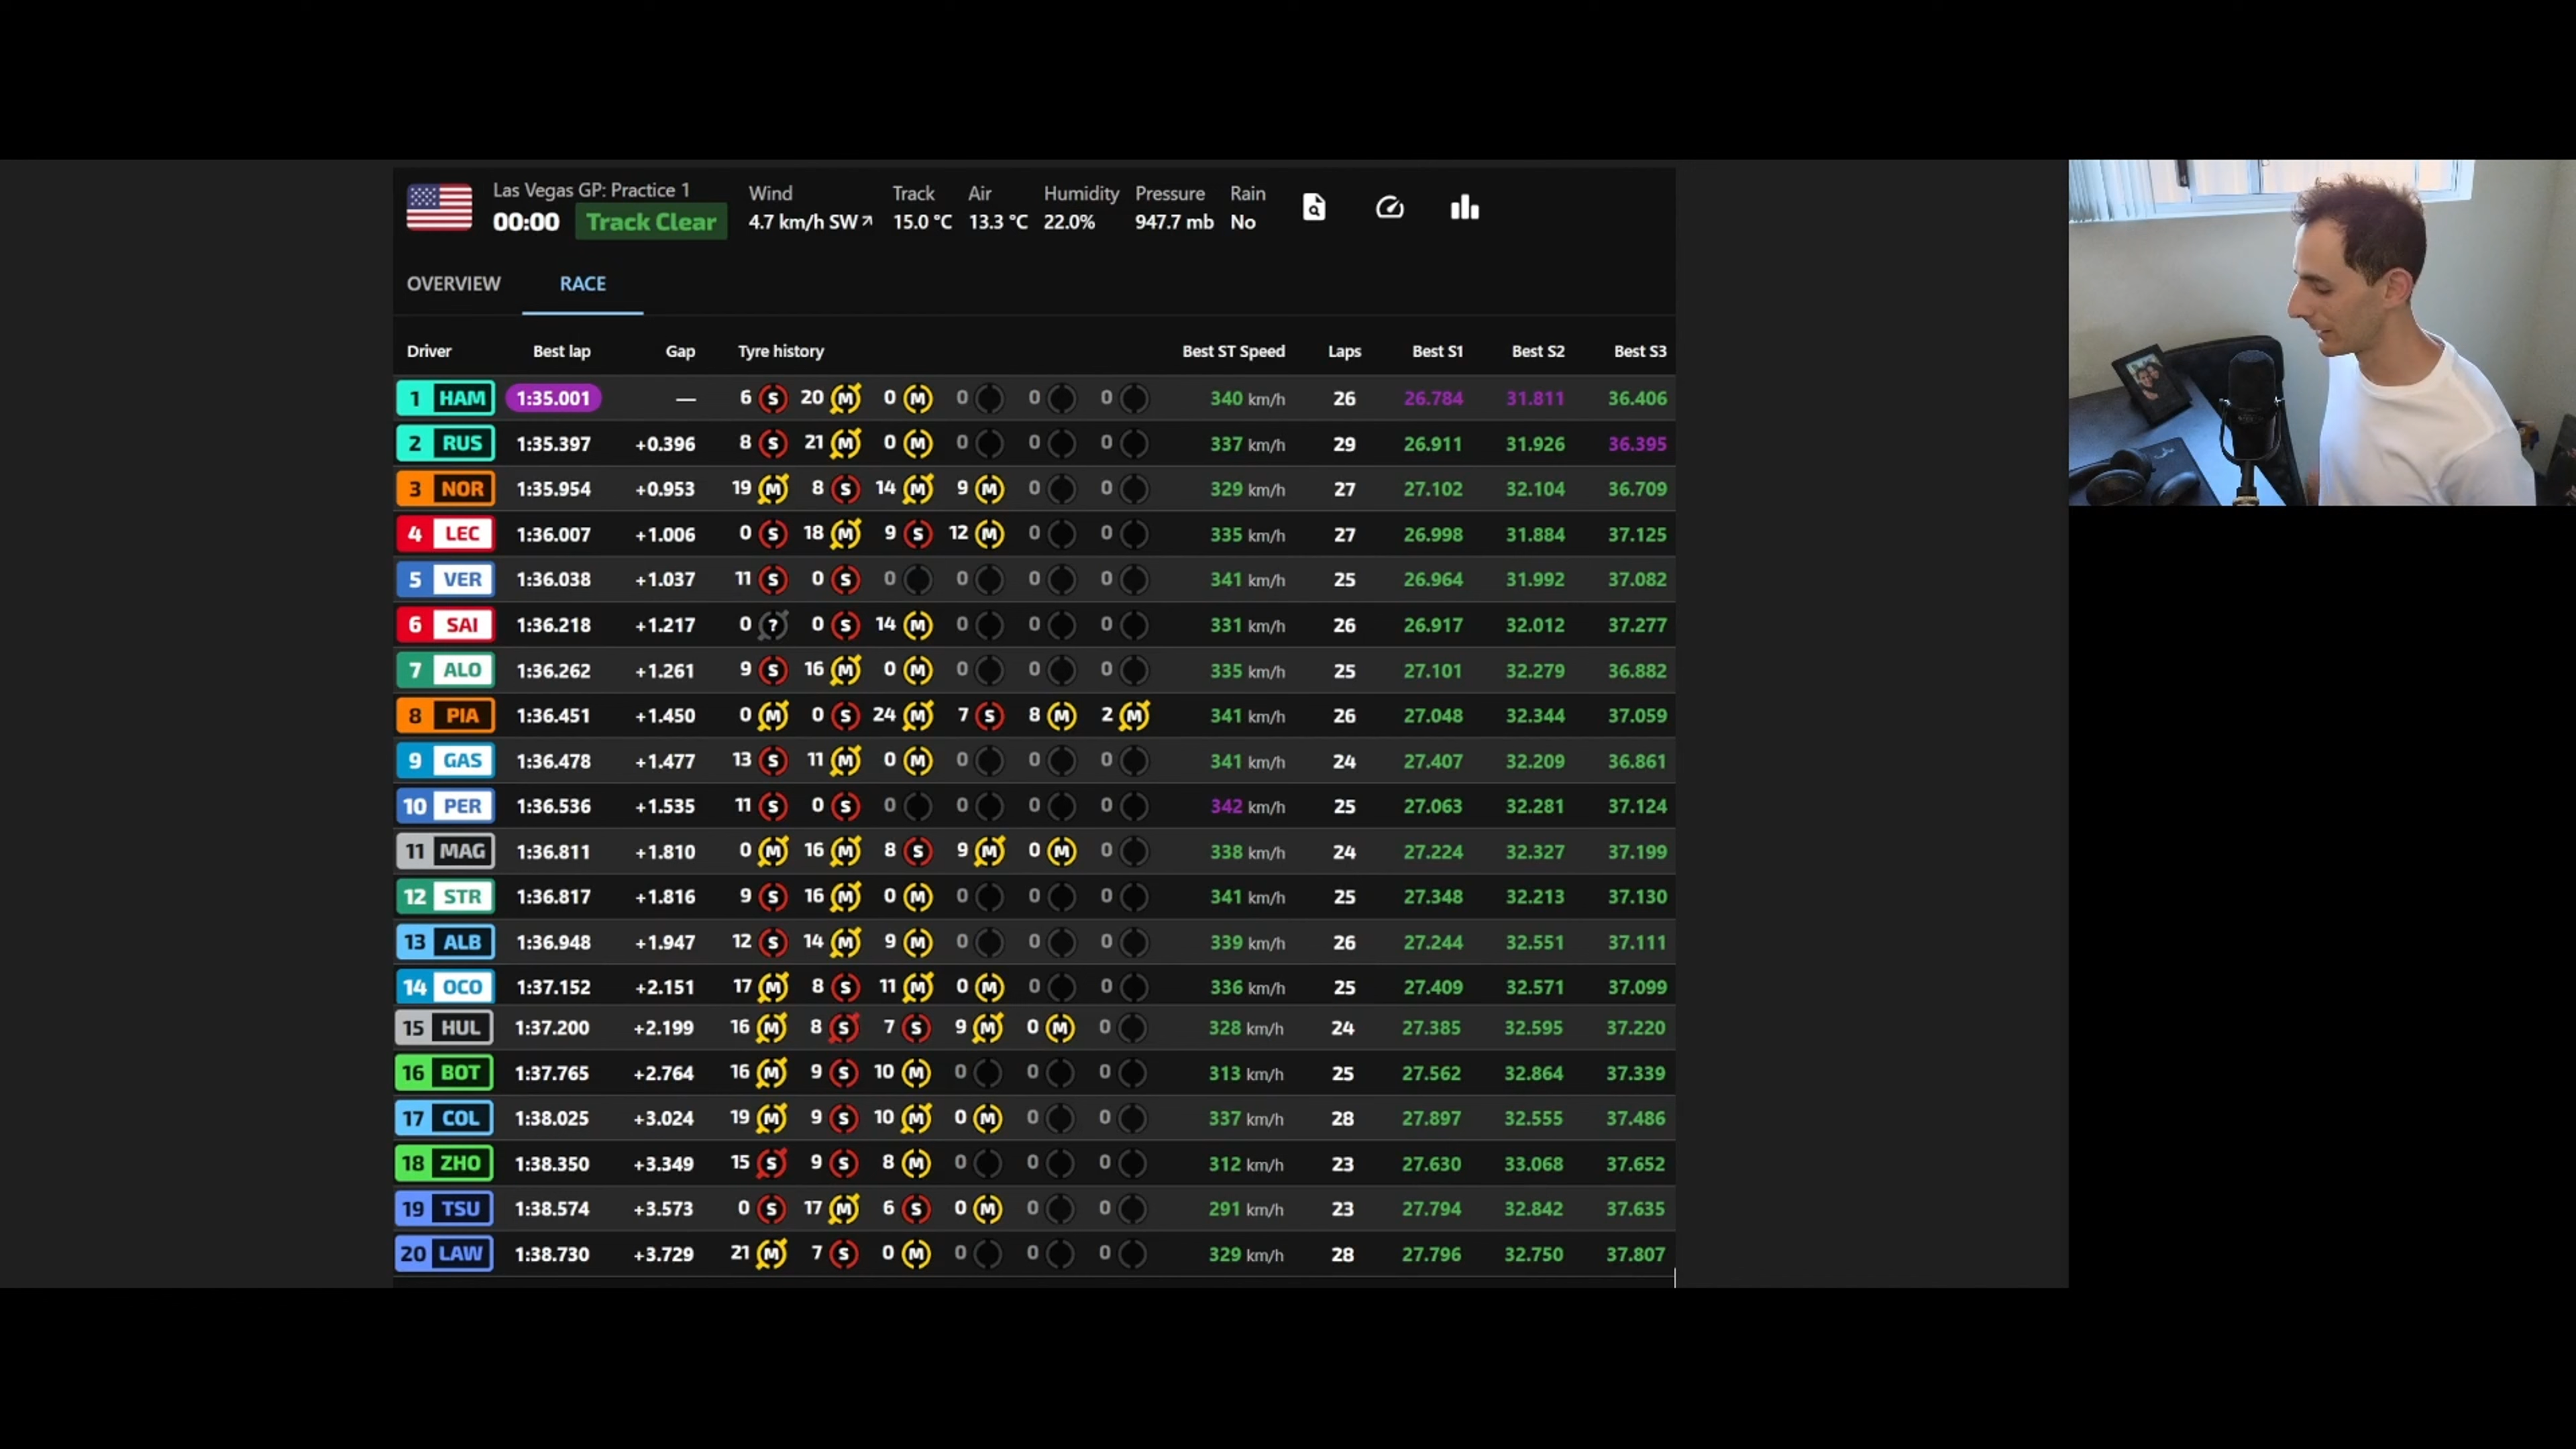 Las Vegas GP: Practice 1
00:00 Track Clear
Wind Track Air Humidity Pressure Rain
4.7 km/h SW 15.0 °C 13.3 °C 22.0% 947.7 mb No
OVERVIEW RACE
Driver Best lap Gap Tyre history Best ST Speed Laps Best S1 Best S2 Best S3
1 HAM 1:35.001 — 6 S 20 M 0 M 0 0 0 340 km/h 26 26.784 31.811 36.406
2 RUS 1:35.397 +0.396 8 S 21 M 0 M 0 0 0 337 km/h 29 26.911 31.926 36.395
3 NOR 1:35.954 +0.953 19 M 8 S 14 M 9 M 0 0 329 km/h 27 27.102 32.104 36.709
4 LEC 1:36.007 +1.006 0 S 18 M 9 S 12 M 0 0 335 km/h 27 26.998 31.884 37.125
5 VER 1:36.038 +1.037 11 S 0 S 0 0 0 0 341 km/h 25 26.964 31.992 37.082
6 SAI 1:36.218 +1.217 0 ? 0 S 14 M 0 0 0 331 km/h 26 26.917 32.012 37.277
7 ALO 1:36.262 +1.261 9 S 16 M 0 M 0 0 0 335 km/h 25 27.101 32.279 36.882
8 PIA 1:36.451 +1.450 0 M 0 S 24 M 7 S 8 M 2 M 341 km/h 26 27.048 32.344 37.059
9 GAS 1:36.478 +1.477 13 S 11 M 0 M 0 0 0 341 km/h 24 27.407 32.209 36.861
10 PER 1:36.536 +1.535 11 S 0 S 0 0 0 0 342 km/h 25 27.063 32.281 37.124
11 MAG 1:36.811 +1.810 0 M 16 M 8 S 9 M 0 M 0 338 km/h 24 27.224 32.327 37.199
12 STR 1:36.817 +1.816 9 S 16 M 0 M 0 0 0 341 km/h 25 27.348 32.213 37.130
13 ALB 1:36.948 +1.947 12 S 14 M 9 M 0 0 0 339 km/h 26 27.244 32.551 37.111
14 OCO 1:37.152 +2.151 17 M 8 S 11 M 0 M 0 0 336 km/h 25 27.409 32.571 37.099
15 HUL 1:37.200 +2.199 16 M 8 S 7 S 9 M 0 M 0 328 km/h 24 27.385 32.595 37.220
16 BOT 1:37.765 +2.764 16 M 9 S 10 M 0 0 0 313 km/h 25 27.562 32.864 37.339
17 COL 1:38.025 +3.024 19 M 9 S 10 M 0 M 0 0 337 km/h 28 27.897 32.555 37.486
18 ZHO 1:38.350 +3.349 15 S 9 S 8 M 0 0 0 312 km/h 23 27.630 33.068 37.652
19 TSU 1:38.574 +3.573 0 S 17 M 6 S 0 M 0 0 291 km/h 23 27.794 32.842 37.635
20 LAW 1:38.730 +3.729 21 M 7 S 0 M 0 0 0 329 km/h 28 27.796 32.750 37.807